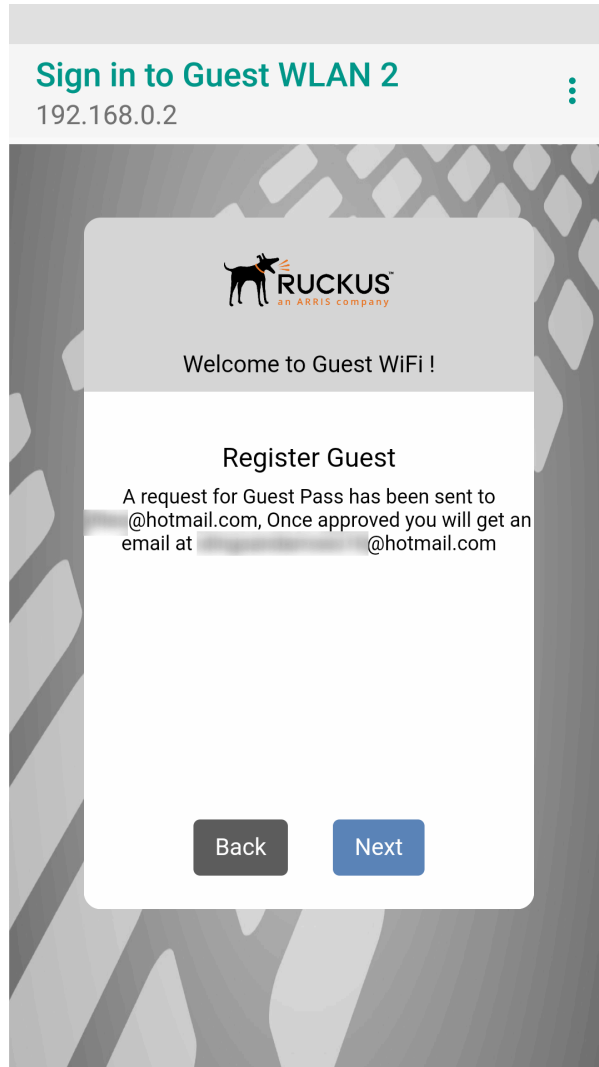 Sign in to Guest WLAN 2
192.168.0.2
RUCKUS™
an ARRIS company
Welcome to Guest WiFi !
Register Guest
A request for Guest Pass has been sent to
@hotmail.com, Once approved you will get an
email at @hotmail.com
Back
Next